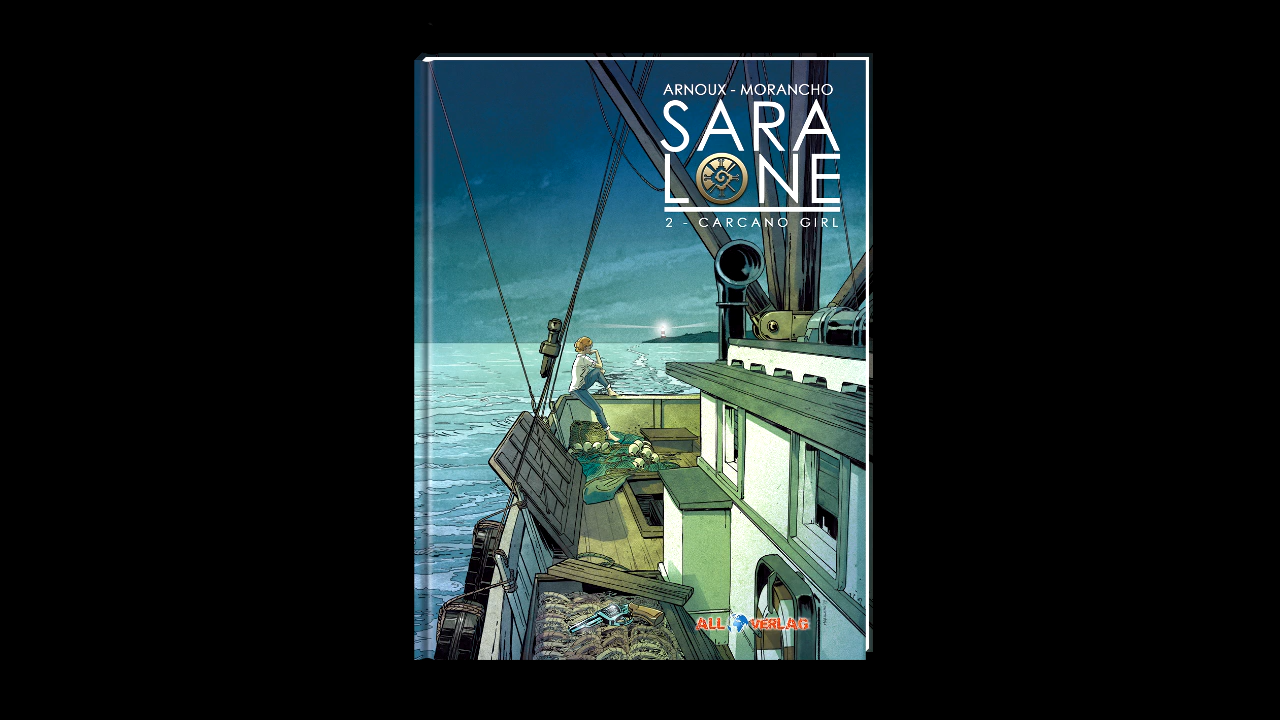 ARNOUX - MORANCHO
SARA
LONE
2 - CARCANO GIRL
ALL VERLAG